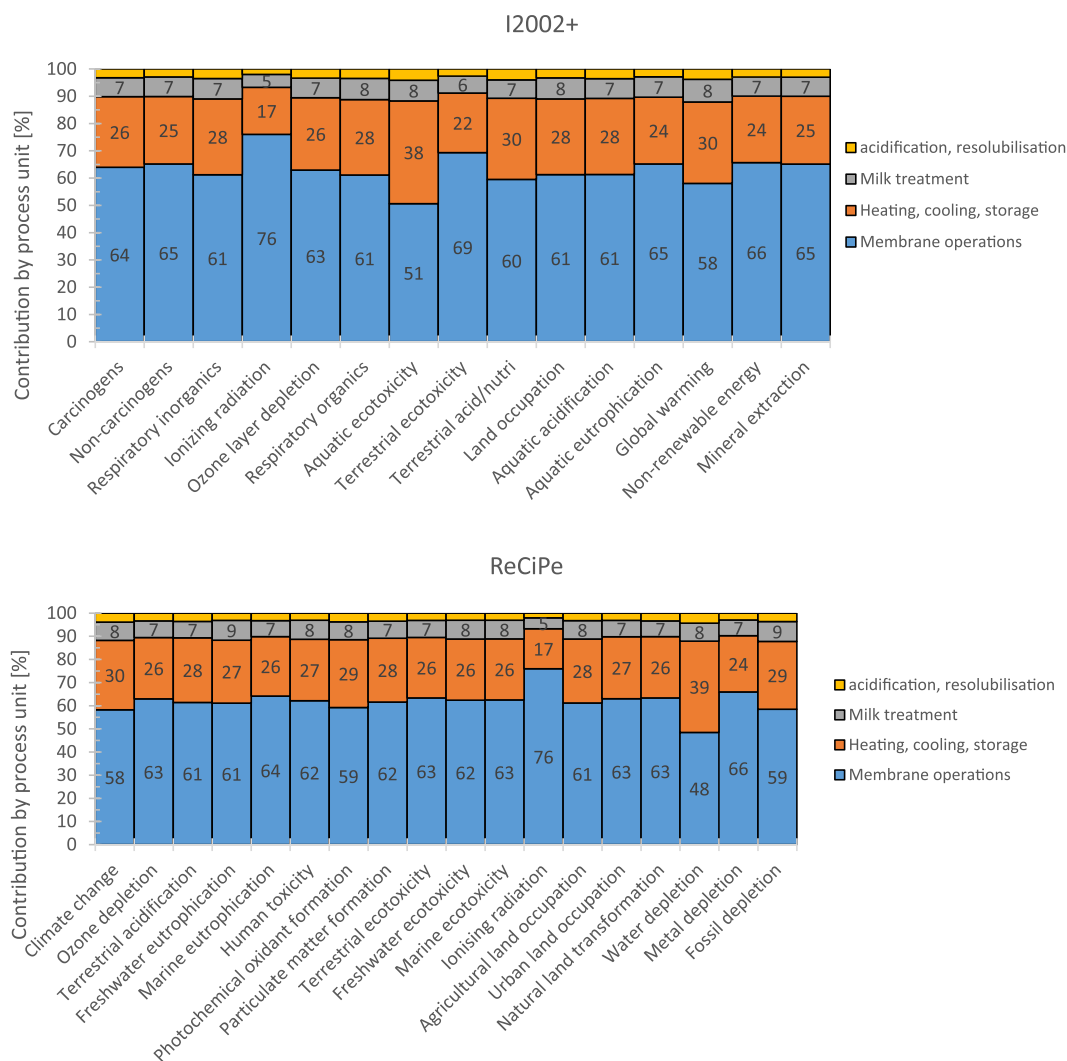 I2002+
Contribution by process unit [%]
100
90
80
70
60
50
40
30
20
10
0
7 7 7 5 7 8 8 6 7 8 7 7 8 7 7
26 25 28 17 26 28 38 22 30 28 28 24 30 24 25
64 65 61 76 63 61 51 69 60 61 61 65 58 66 65
Carcinogens
Non-carcinogens
Respiratory inorganics
Ionizing radiation
Ozone layer depletion
Respiratory organics
Aquatic ecotoxicity
Terrestrial ecotoxicity
Terrestrial acid/nutri
Land occupation
Aquatic acidification
Aquatic eutrophication
Global warming
Non-renewable energy
Mineral extraction
acidification, resolubilisation
Milk treatment
Heating, cooling, storage
Membrane operations
ReCiPe
Contribution by process unit [%]
100
90
80
70
60
50
40
30
20
10
0
8 7 7 9 7 8 8 7 7 8 8 5 8 7 7 8 7 9
30 26 28 27 26 27 29 28 26 26 26 17 28 27 26 39 24 29
58 63 61 61 64 62 59 62 63 62 63 76 61 63 63 48 66 59
Climate change
Ozone depletion
Terrestrial acidification
Freshwater eutrophication
Marine eutrophication
Human toxicity
Photochemical oxidant formation
Particulate matter formation
Terrestrial ecotoxicity
Freshwater ecotoxicity
Marine ecotoxicity
Ionising radiation
Agricultural land occupation
Urban land occupation
Natural land transformation
Water depletion
Metal depletion
Fossil depletion
acidification, resolubilisation
Milk treatment
Heating, cooling, storage
Membrane operations